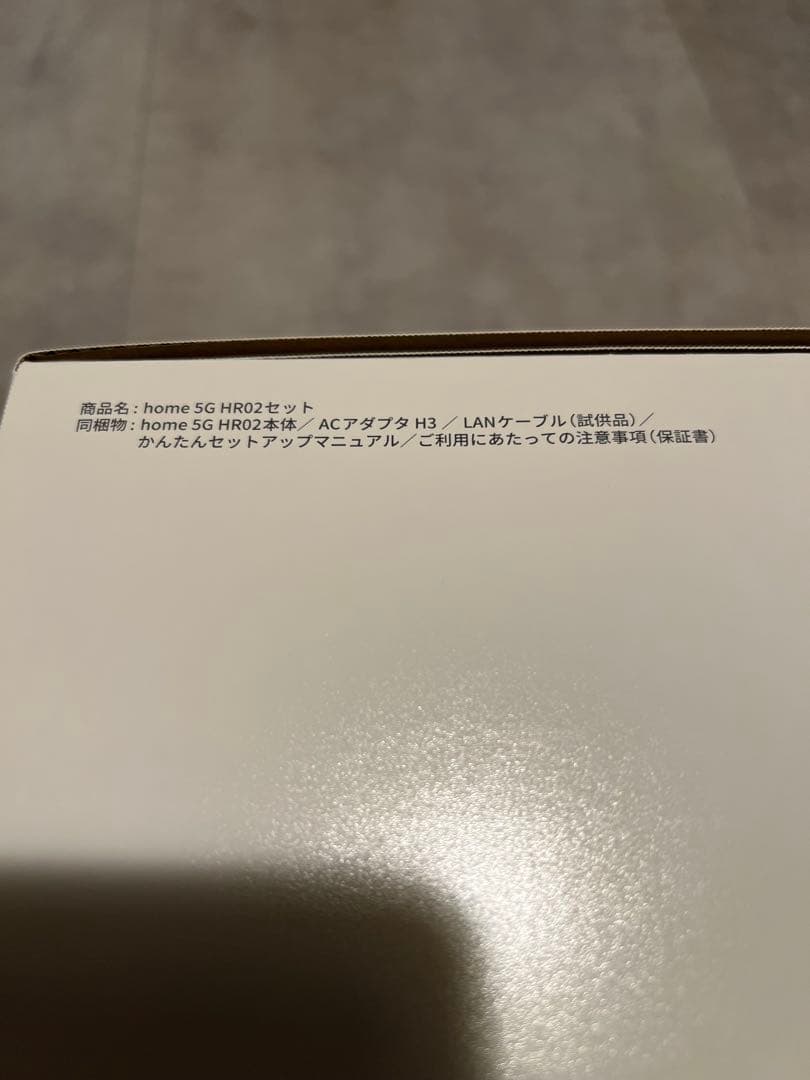 商品名 : home 5G HR02セット
同梱物 : home 5G HR02本体／ ACアダプタ H3 ／ LANケーブル(試供品)／
かんたんセットアップマニュアル／ご利用にあたっての注意事項(保証書)